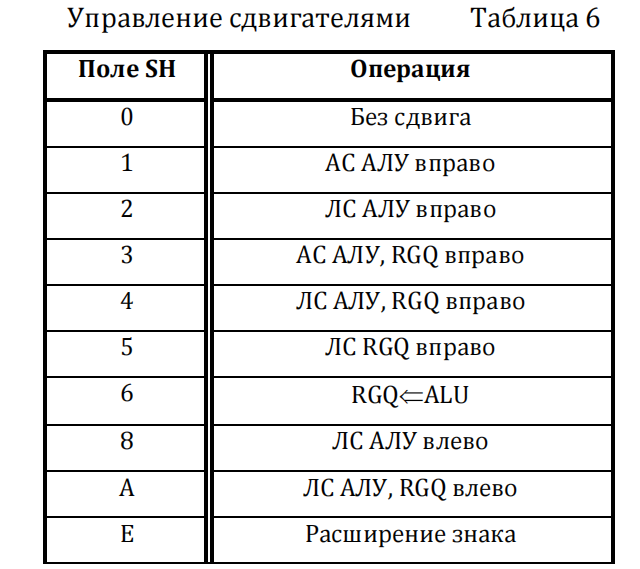 Управление сдвигателями Таблица 6
Поле SH Операция
0 Без сдвига
1 АС АЛУ вправо
2 ЛС АЛУ вправо
3 АС АЛУ, RGQ вправо
4 ЛС АЛУ, RGQ вправо
5 ЛС RGQ вправо
6 RGQ⇐ALU
8 ЛС АЛУ влево
A ЛС АЛУ, RGQ влево
E Расширение знака